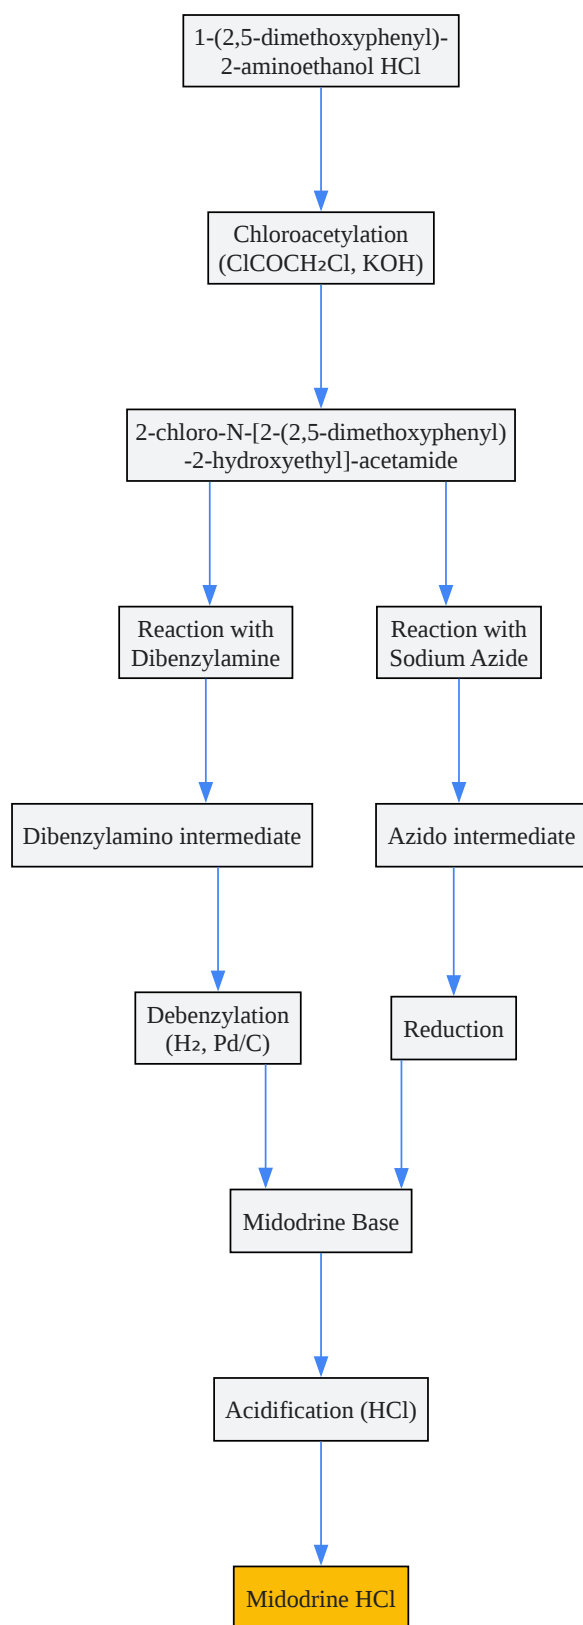 1-(2,5-dimethoxyphenyl)-
2-aminoethanol HCl
Chloroacetylation
(ClCOCH₂Cl, KOH)
2-chloro-N-[2-(2,5-dimethoxyphenyl)
-2-hydroxyethyl]-acetamide
Reaction with
Dibenzylamine
Reaction with
Sodium Azide
Dibenzylamino intermediate
Azido intermediate
Debenzylation
(H₂, Pd/C)
Reduction
Midodrine Base
Acidification (HCl)
Midodrine HCl